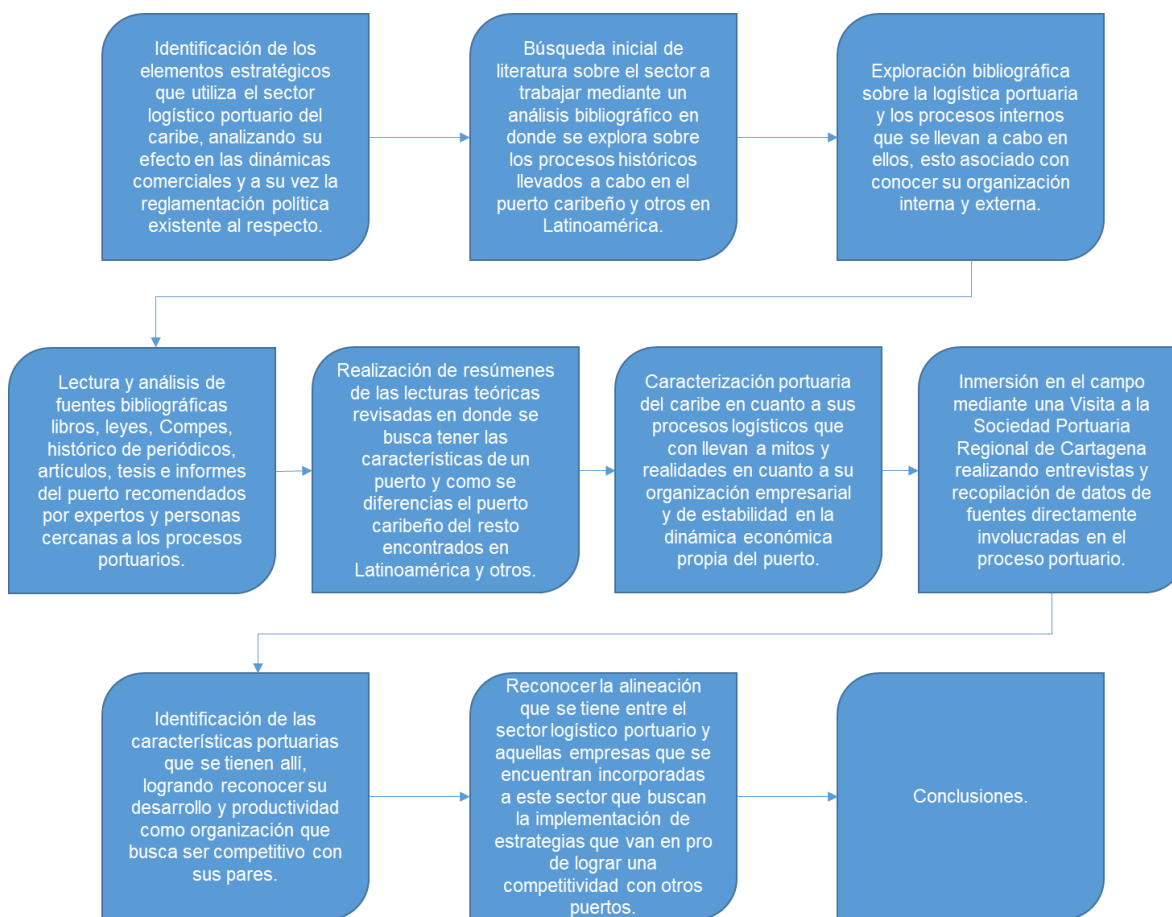 Identificación de los
elementos estratégicos
que utiliza el sector
logístico portuario del
caribe, analizando su
efecto en las dinámicas
comerciales y a su vez la
reglamentación política
existente al respecto.
Búsqueda inicial de
literatura sobre el sector a
trabajar mediante un
análisis bibliográfico en
donde se explora sobre
los procesos históricos
llevados a cabo en el
puerto caribeño y otros en
Latinoamérica.
Exploración bibliográfica
sobre la logística portuaria
y los procesos internos
que se llevan a cabo en
ellos, esto asociado con
conocer su organización
interna y externa.
Lectura y análisis de
fuentes bibliográficas
libros, leyes, Compes,
histórico de periódicos,
artículos, tesis e informes
del puerto recomendados
por expertos y personas
cercanas a los procesos
portuarios.
Realización de resúmenes
de las lecturas teóricas
revisadas en donde se
busca tener las
características de un
puerto y como se
diferencias el puerto
caribeño del resto
encontrados en
Latinoamérica y otros.
Caracterización portuaria
del caribe en cuanto a sus
procesos logísticos que
con llevan a mitos y
realidades en cuanto a su
organización empresarial
y de estabilidad en la
dinámica económica
propia del puerto.
Inmersión en el campo
mediante una Visita a la
Sociedad Portuaria
Regional de Cartagena
realizando entrevistas y
recopilación de datos de
fuentes directamente
involucradas en el
proceso portuario.
Identificación de las
características portuarias
que se tienen allí,
logrando reconocer su
desarrollo y productividad
como organización que
busca ser competitivo con
sus pares.
Reconocer la alineación
que se tiene entre el
sector logístico portuario y
aquellas empresas que se
encuentran incorporadas
a este sector que buscan
la implementación de
estrategias que van en pro
de lograr una
competitividad con otros
puertos.
Conclusiones.